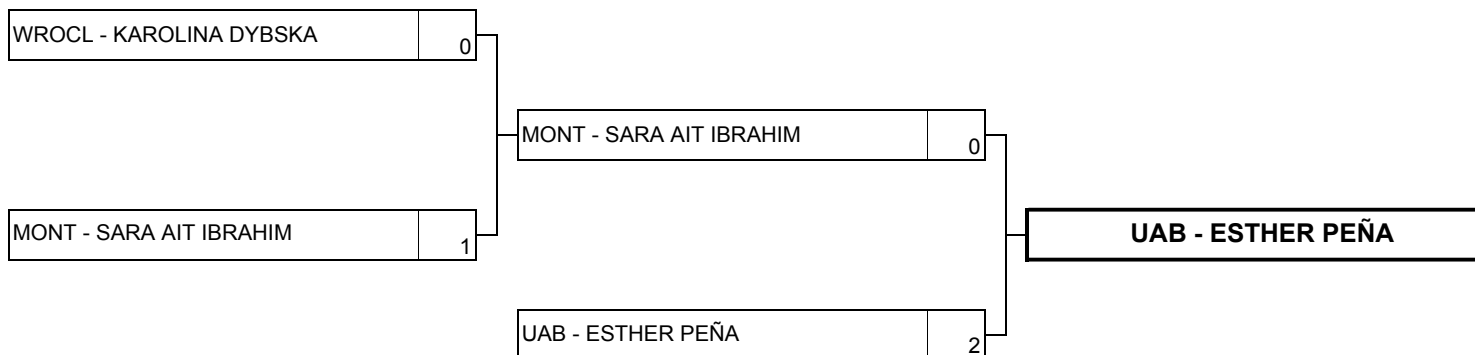 WROCL - KAROLINA DYBSKA 0
MONT - SARA AIT IBRAHIM 0
MONT - SARA AIT IBRAHIM 1
UAB - ESTHER PEÑA
UAB - ESTHER PEÑA 2